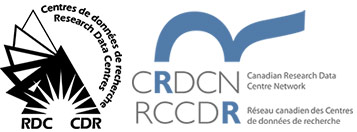 Centres de données de recherche
Research Data Centres
RDC CDR
CRDCN
Canadian Research Data
Centre Network
RCCDR
Réseau canadien des Centres
de données de recherche